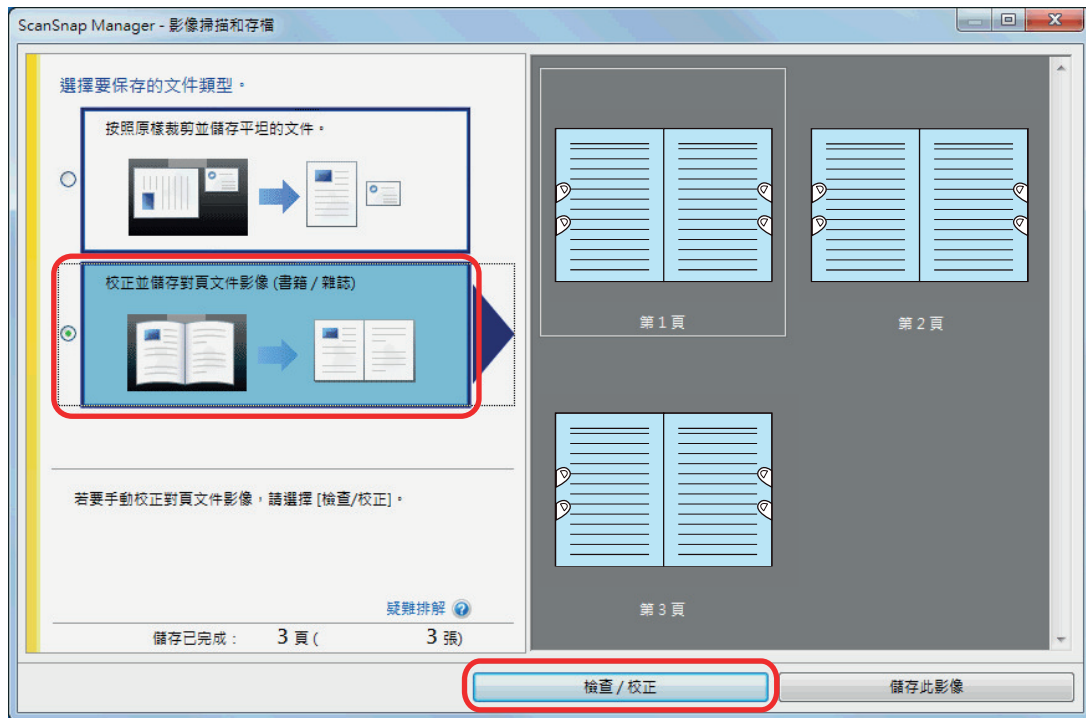 ScanSnap Manager - 影像掃描和存檔
選擇要保存的文件類型。
按照原樣裁剪並儲存平坦的文件。
校正並儲存對頁文件影像 (書籍 / 雜誌)
若要手動校正對頁文件影像，請選擇 [檢查/校正]。
疑難排解
儲存已完成： 3 頁 ( 3 張)
第 1 頁
第 2 頁
第 3 頁
檢查 / 校正
儲存此影像